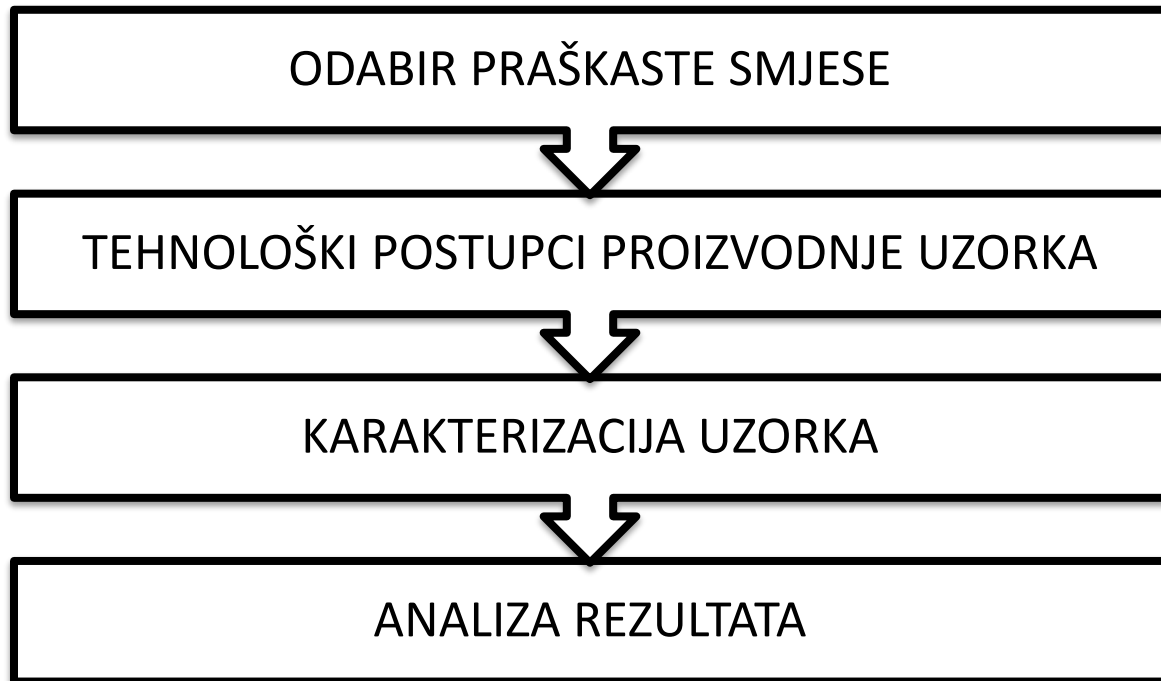 ODABIR PRAŠKASTE SMJESE
TEHNOLOŠKI POSTUPCI PROIZVODNJE UZORKA
KARAKTERIZACIJA UZORKA
ANALIZA REZULTATA